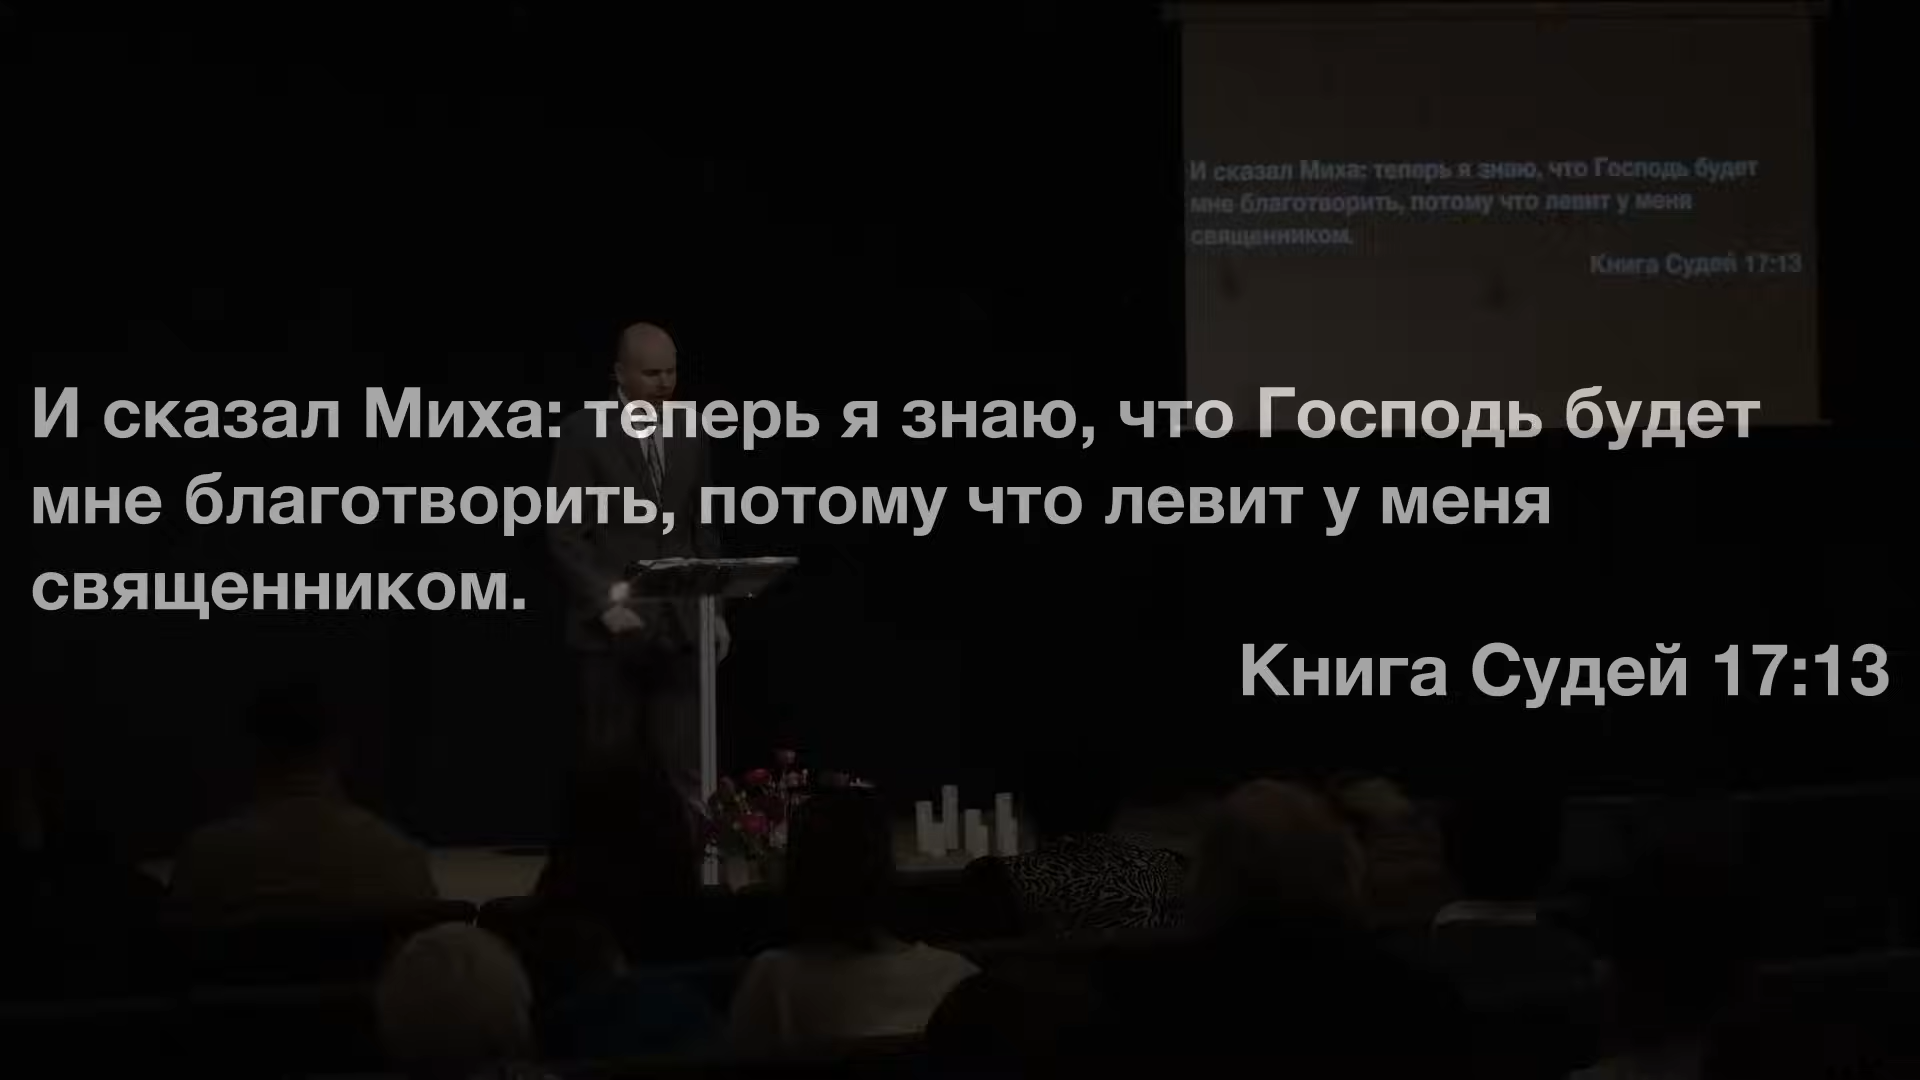 И сказал Миха: теперь я знаю, что Господь будет
мне благотворить, потому что левит у меня
священником.
Книга Судей 17:13
И сказал Миха: теперь я знаю, что Господь будет
мне благотворить, потому что левит у меня
священником.
Книга Судей 17:13